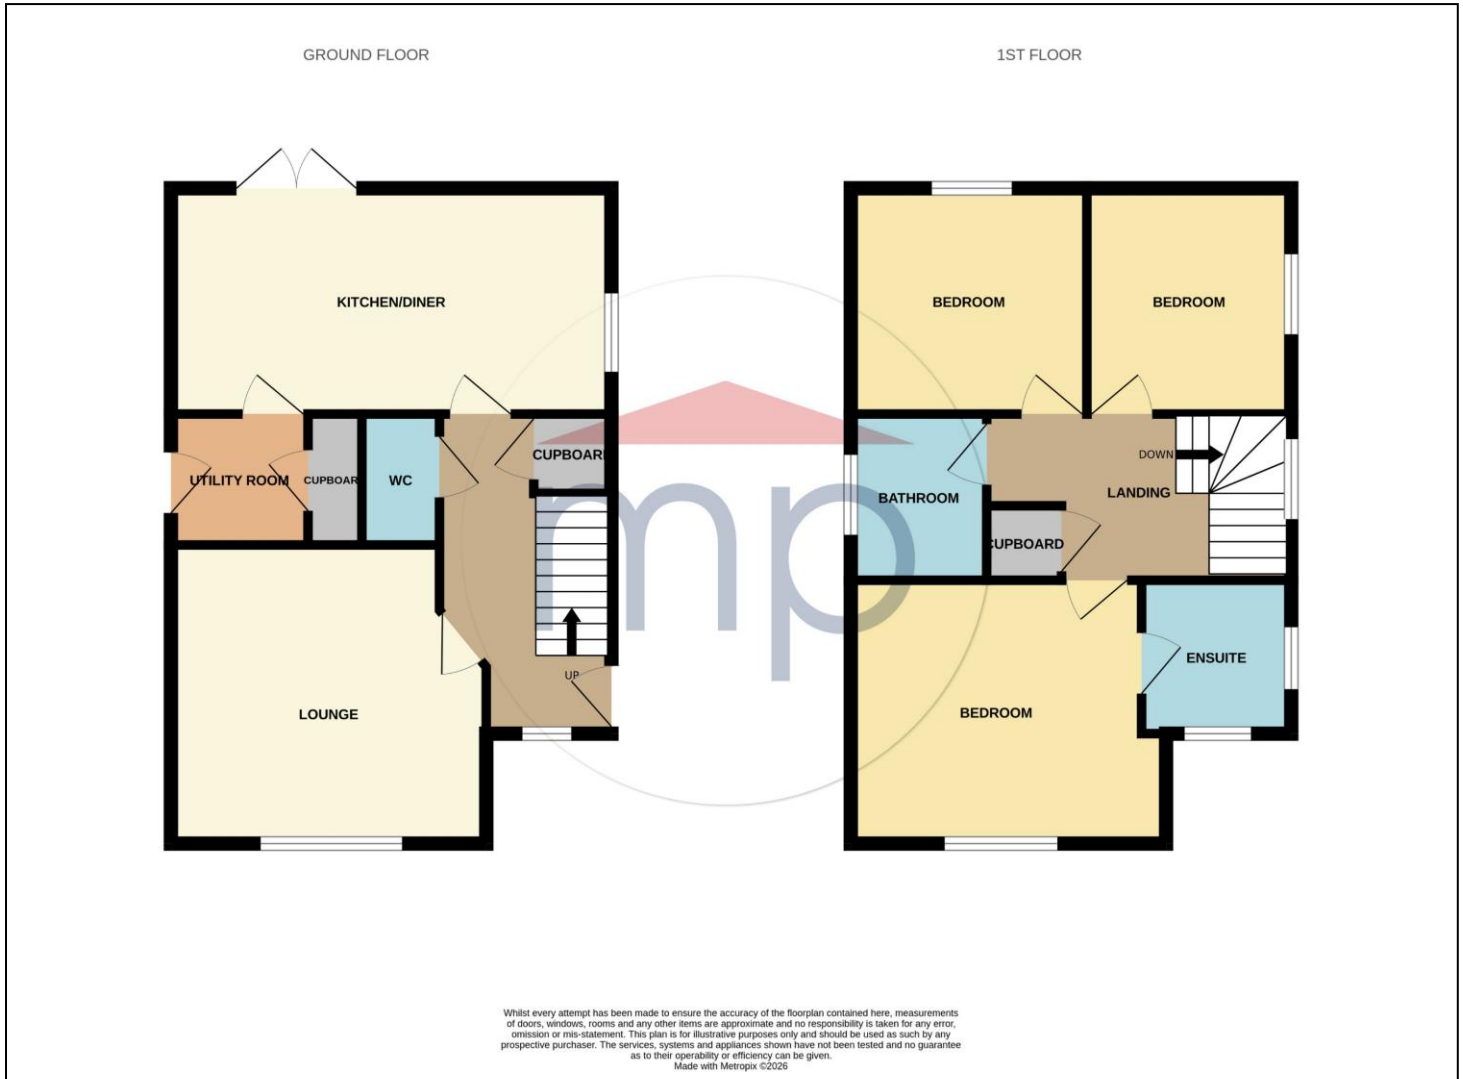 GROUND FLOOR
1ST FLOOR
KITCHEN/DINER
UTILITY ROOM
CUPBOAR
WC
CUPBOARD
UP
LOUNGE
BEDROOM
BEDROOM
BATHROOM
DOWN
LANDING
CUPBOARD
BEDROOM
ENSUITE
mp
Whilst every attempt has been made to ensure the accuracy of the floorplan contained here, measurements
of doors, windows, rooms and any other items are approximate and no responsibility is taken for any error,
omission or mis-statement. This plan is for illustrative purposes only and should be used as such by any
prospective purchaser. The services, systems and appliances shown have not been tested and no guarantee
as to their operability or efficiency can be given.
Made with Metropix ©2026